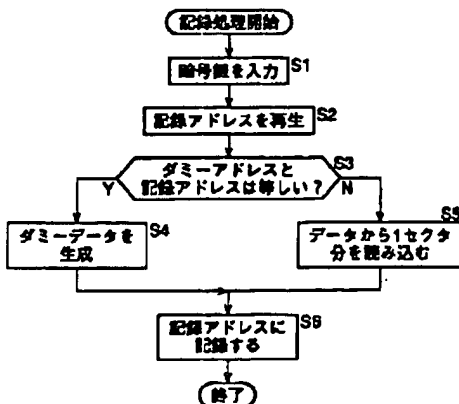 記録処理開始
暗号鍵を入力
S1
記録アドレスを再生
S2
ダミーアドレスと
記録アドレスは等しい？
S3
Y
N
ダミーデータを
生成
S4
データから1セクタ
分を読み込む
S5
記録アドレスに
記録する
S6
終了